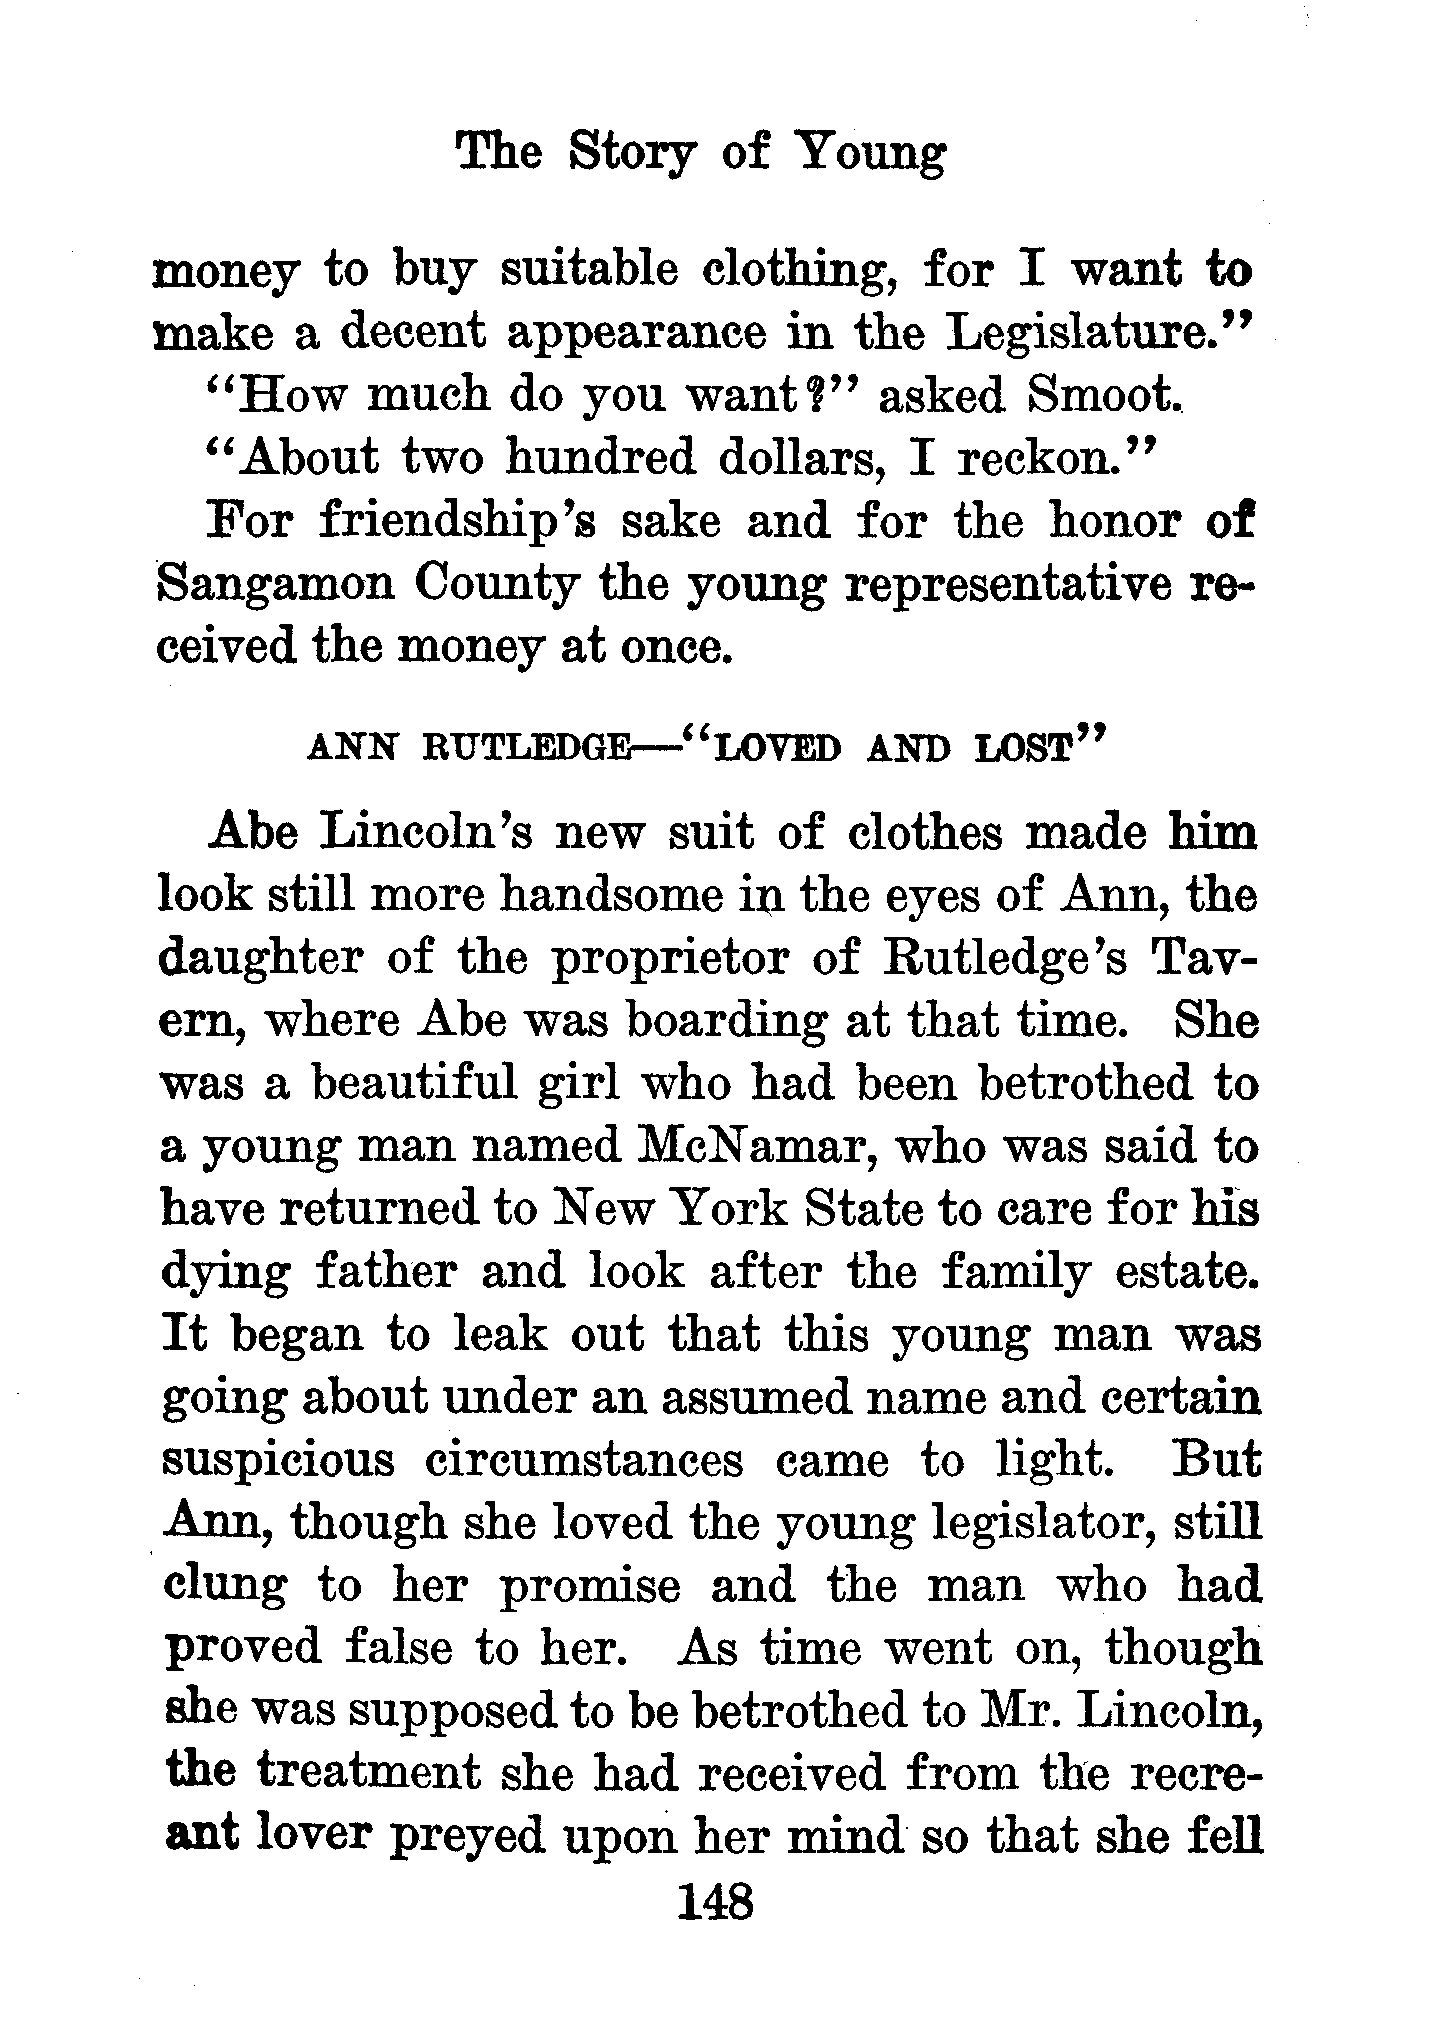 The Story of Young
money to buy suitable clothing, for I want to
make a decent appearance in the Legislature."
"How much do you want?" asked Smoot.
"About two hundred dollars, I reckon."
For friendship's sake and for the honor of
Sangamon County the young representative re-
ceived the money at once.
ANN RUTLEDGE—"LOVED AND LOST"
Abe Lincoln's new suit of clothes made him
look still more handsome in the eyes of Ann, the
daughter of the proprietor of Rutledge's Tav-
ern, where Abe was boarding at that time. She
was a beautiful girl who had been betrothed to
a young man named McNamar, who was said to
have returned to New York State to care for his
dying father and look after the family estate.
It began to leak out that this young man was
going about under an assumed name and certain
suspicious circumstances came to light. But
Ann, though she loved the young legislator, still
clung to her promise and the man who had
proved false to her. As time went on, though
she was supposed to be betrothed to Mr. Lincoln,
the treatment she had received from the recre-
ant lover preyed upon her mind so that she fell
148